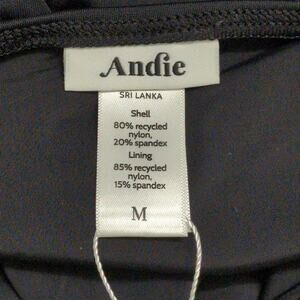 Andie
SRI LANKA
Shell
80% recycled
nylon,
20% spandex
Lining
85% recycled
nylon,
15% spandex
M